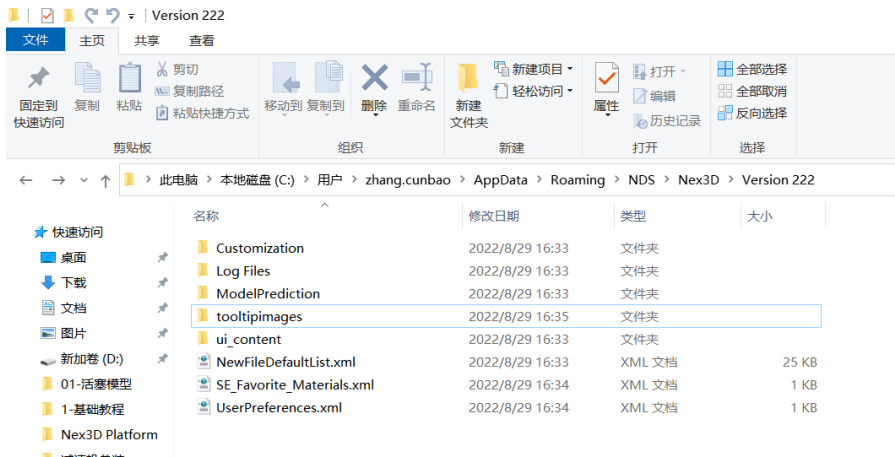 Version 222
文件 主页 共享 查看
固定到快速访问 复制 粘贴 剪切 复制路径 粘贴快捷方式
剪贴板
移动到 复制到 删除 重命名
组织
新建文件夹 新建项目 轻松访问
新建
属性 打开 编辑 历史记录
打开
全部选择 全部取消 反向选择
选择
此电脑 > 本地磁盘 (C:) > 用户 > zhang.cunbao > AppData > Roaming > NDS > Nex3D > Version 222
快速访问
桌面
下载
文档
图片
新加卷 (D:)
01-活塞模型
1-基础教程
Nex3D Platform
名称 修改日期 类型 大小
Customization 2022/8/29 16:33 文件夹
Log Files 2022/8/29 16:33 文件夹
ModelPrediction 2022/8/29 16:33 文件夹
tooltipimages 2022/8/29 16:35 文件夹
ui_content 2022/8/29 16:33 文件夹
NewFileDefaultList.xml 2022/8/29 16:33 XML 文档 25 KB
SE_Favorite_Materials.xml 2022/8/29 16:34 XML 文档 1 KB
UserPreferences.xml 2022/8/29 16:34 XML 文档 1 KB